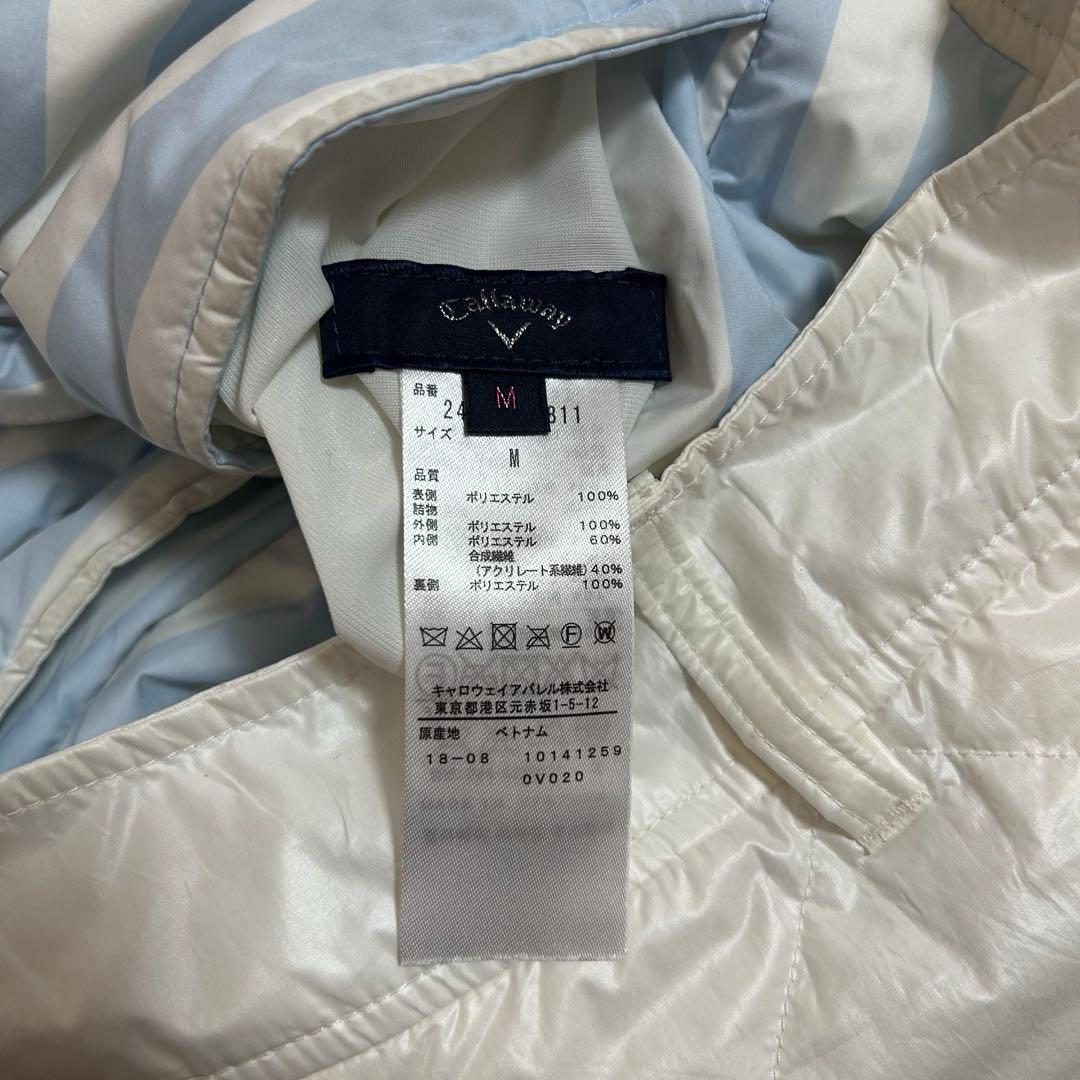 Callaway
M
品番
24 311
サイズ
M
品質
表側 ポリエステル 100%
詰物
外側 ポリエステル 100%
内側 ポリエステル 60%
合成繊維
(アクリレート系繊維)40%
裏側 ポリエステル 100%
F W
キャロウェイアパレル株式会社
東京都港区元赤坂1-5-12
原産地 ベトナム
18-08 10141259
0V020